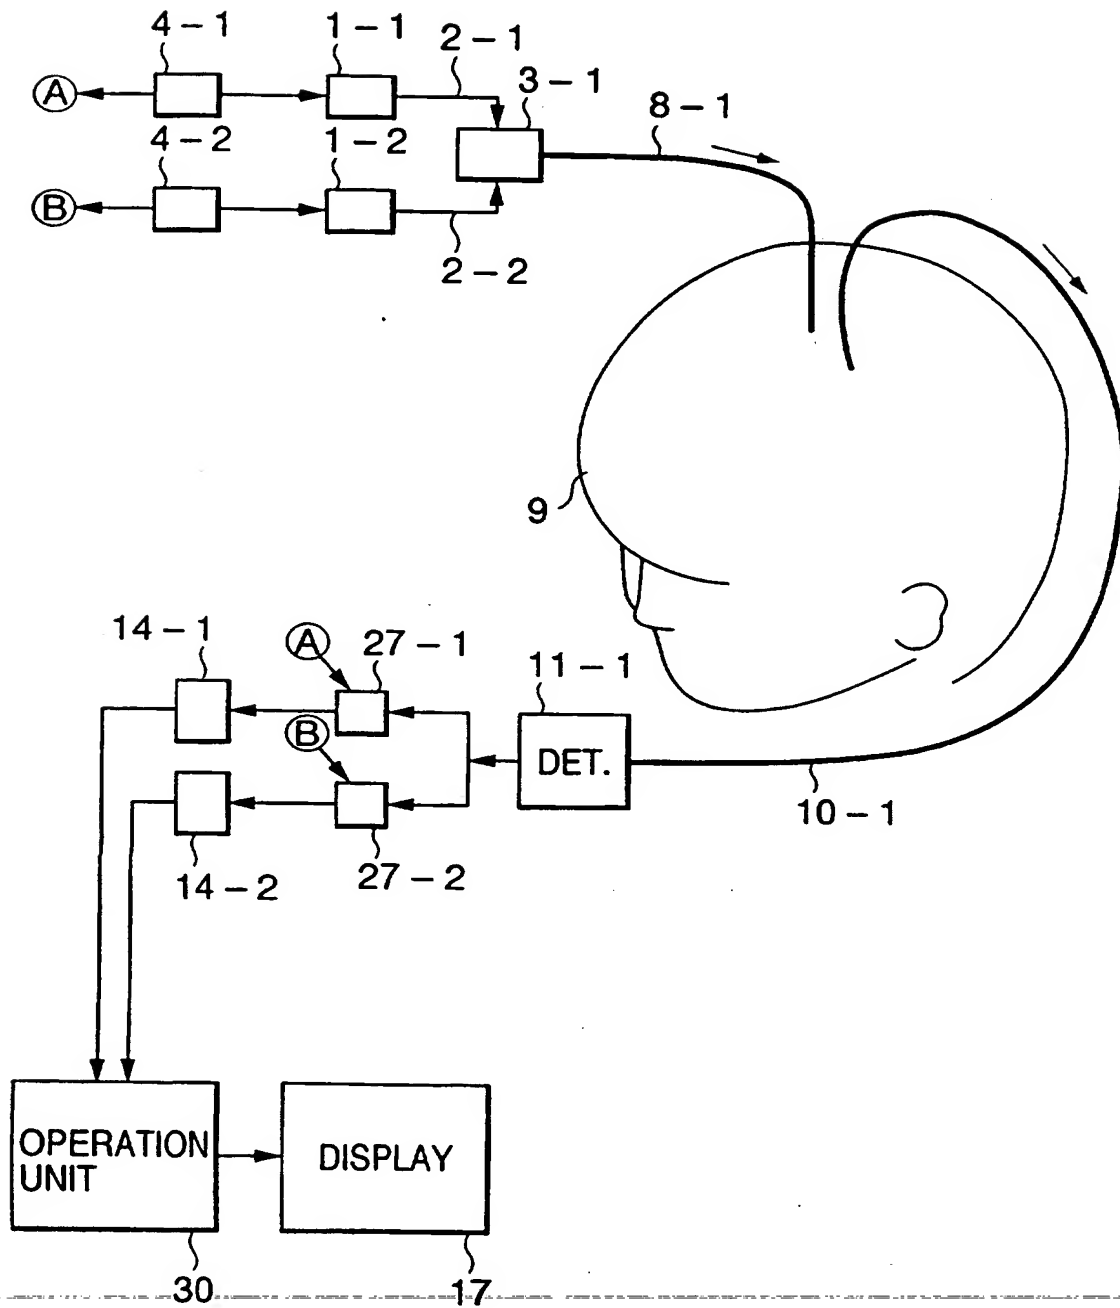 4-1
1-1
2-1
3-1
8-1
A
4-2
1-2
B
2-2
9
14-1
A
27-1
11-1
B
DET.
10-1
14-2
27-2
OPERATION
UNIT
DISPLAY
30
17